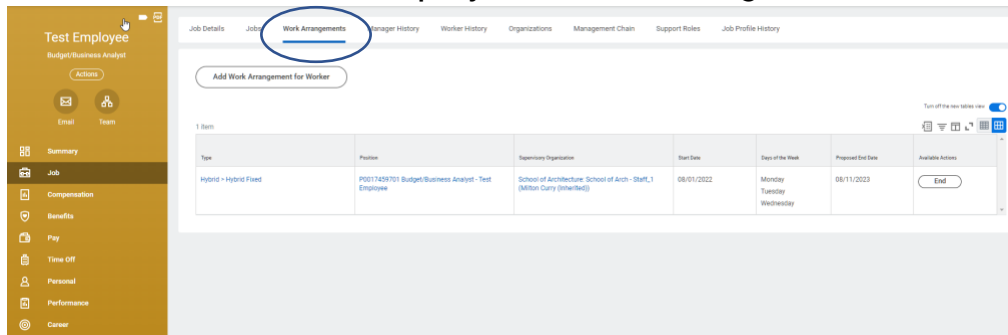 Test Employee
Budget/Business Analyst
Actions
Email Team
Summary
Job
Compensation
Benefits
Pay
Time Off
Personal
Performance
Career
Job Details Jobs Work Arrangements Manager History Worker History Organizations Management Chain Support Roles Job Profile History
Add Work Arrangement for Worker
Turn off the new tables view
1 item
Type Position Supervisory Organization Start Date Days of the Week Proposed End Date Available Actions
Hybrid > Hybrid Fixed P0017459701 Budget/Business Analyst - Test School of Architecture: School of Arch - Staff_1 08/01/2022 Monday 08/11/2023 End
Employee (Milton Curry (Inherited)) Tuesday
Wednesday